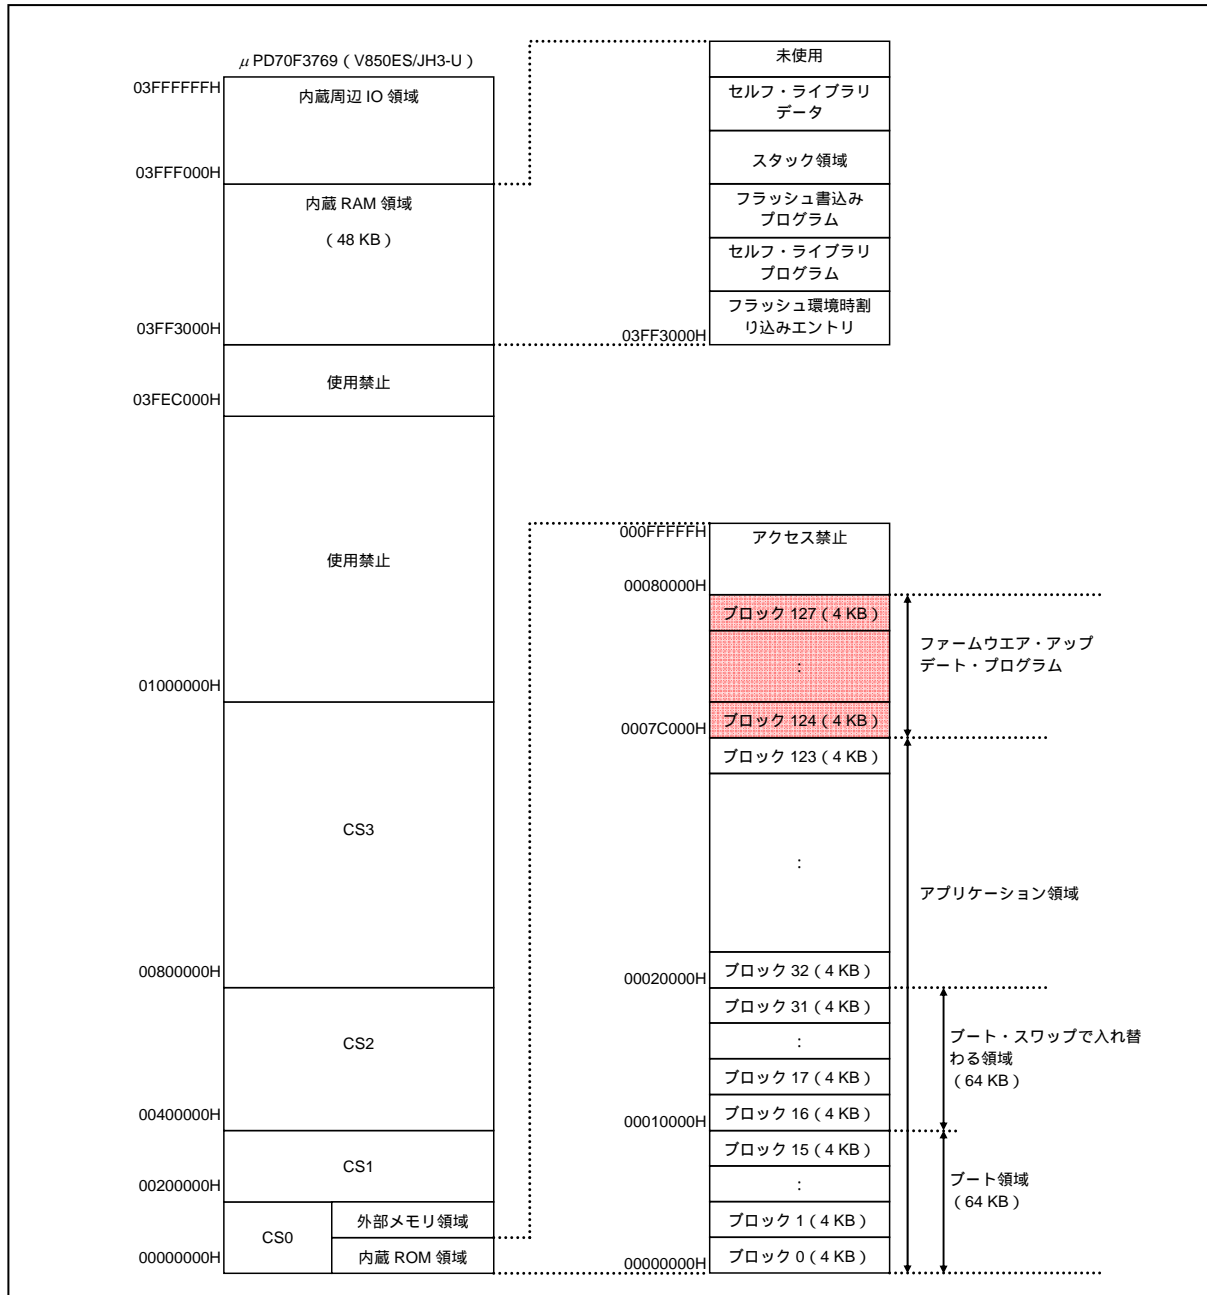 μPD70F3769 ( V850ES/JH3-U )
03FFFFFFH
内蔵周辺 IO 領域
03FFF000H
内蔵 RAM 領域
( 48 KB )
03FF3000H
使用禁止
03FEC000H
使用禁止
01000000H
CS3
00800000H
CS2
00400000H
CS1
00200000H
CS0
外部メモリ領域
内蔵 ROM 領域
00000000H
未使用
セルフ・ライブラリ
データ
スタック領域
フラッシュ書込み
プログラム
セルフ・ライブラリ
プログラム
フラッシュ環境時割
り込みエントリ
03FF3000H
000FFFFFH
アクセス禁止
00080000H
ブロック 127 ( 4 KB )
:
ブロック 124 ( 4 KB )
0007C000H
ブロック 123 ( 4 KB )
:
ブロック 32 ( 4 KB )
00020000H
ブロック 31 ( 4 KB )
:
ブロック 17 ( 4 KB )
ブロック 16 ( 4 KB )
00010000H
ブロック 15 ( 4 KB )
:
ブロック 1 ( 4 KB )
ブロック 0 ( 4 KB )
00000000H
ファームウエア・アップ
デート・プログラム
アプリケーション領域
ブート・スワップで入れ替
わる領域
( 64 KB )
ブート領域
( 64 KB )